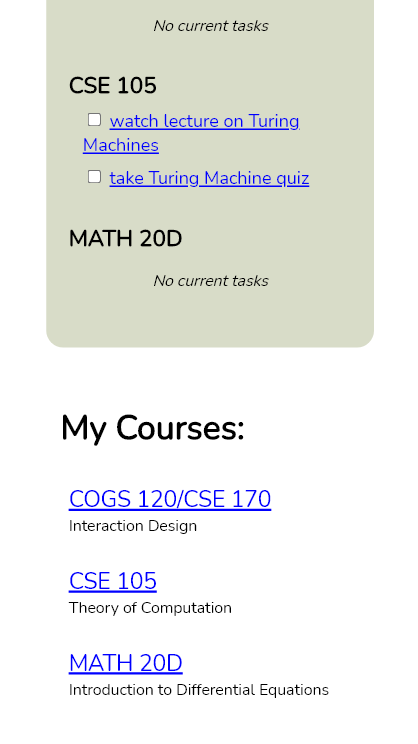 No current tasks
CSE 105
watch lecture on Turing
Machines
take Turing Machine quiz
MATH 20D
No current tasks
My Courses:
COGS 120/CSE 170
Interaction Design
CSE 105
Theory of Computation
MATH 20D
Introduction to Differential Equations